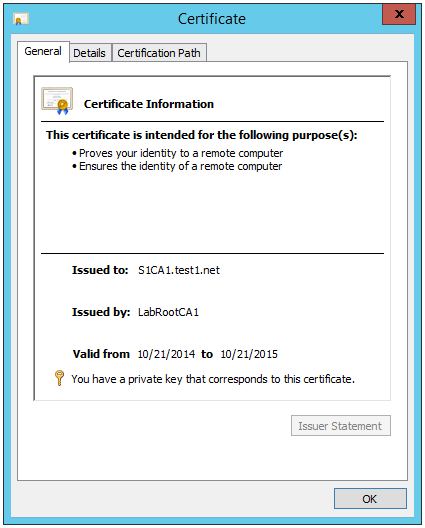 Certificate
x
General Details Certification Path
Certificate Information
This certificate is intended for the following purpose(s):
• Proves your identity to a remote computer
• Ensures the identity of a remote computer
Issued to: S1CA1.test1.net
Issued by: LabRootCA1
Valid from 10/21/2014 to 10/21/2015
You have a private key that corresponds to this certificate.
Issuer Statement
OK